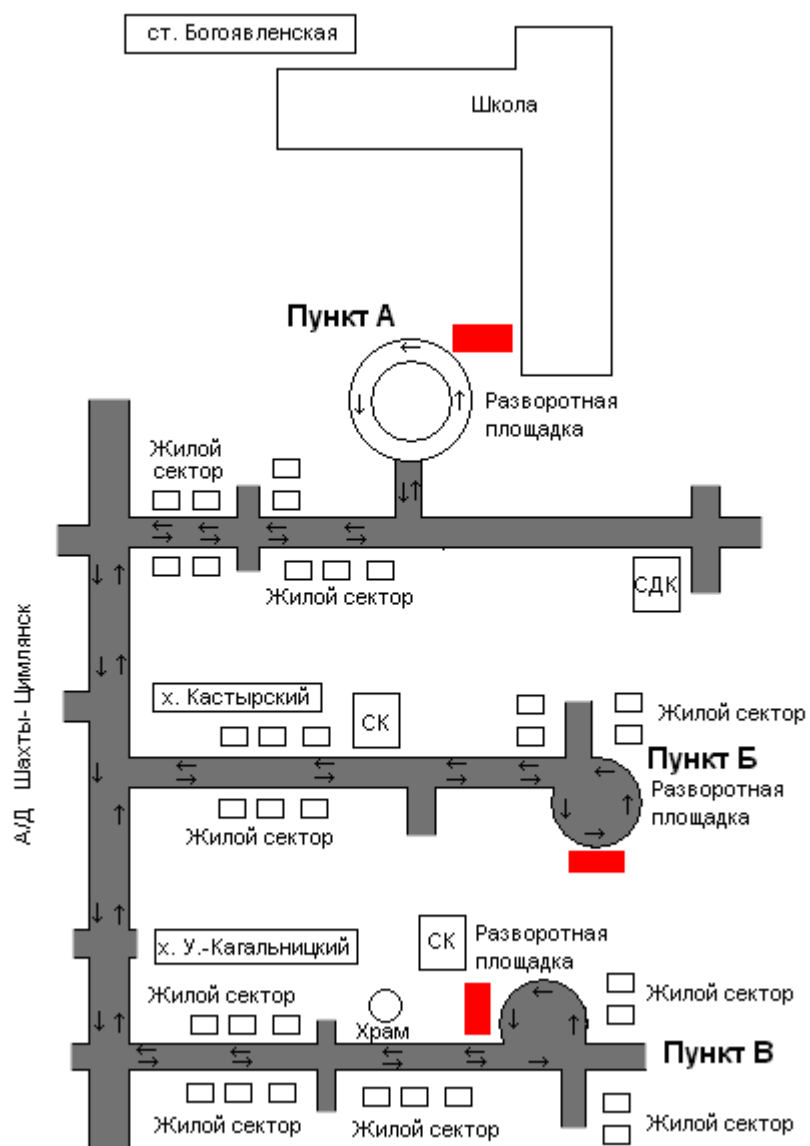 ст. Богоявленская
Школа
Пункт А
Разворотная
площадка
Жилой
сектор
Жилой сектор
СДК
А/Д Шахты- Цимлянск
х. Кастырский
СК
Жилой сектор
Пункт Б
Разворотная
площадка
Жилой сектор
х. У.-Кагальницкий
СК
Разворотная
площадка
Жилой сектор
Жилой сектор
Храм
Пункт В
Жилой сектор
Жилой сектор
Жилой сектор